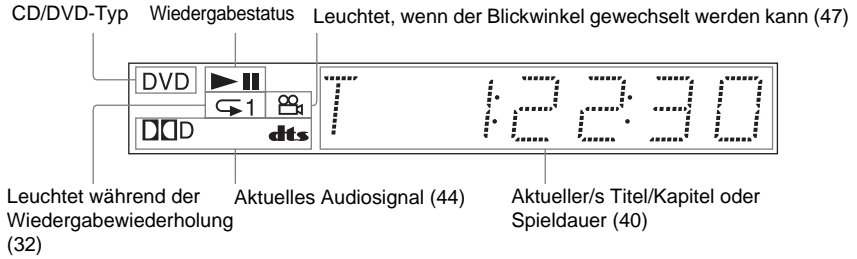 CD/DVD-Typ Wiedergabestatus Leuchtet, wenn der Blickwinkel gewechselt werden kann (47)
DVD
1
D
dts
T 1:22:30
Leuchtet während der
Wiedergabewiederholung
(32)
Aktuelles Audiosignal (44)
Aktueller/s Titel/Kapitel oder
Spieldauer (40)